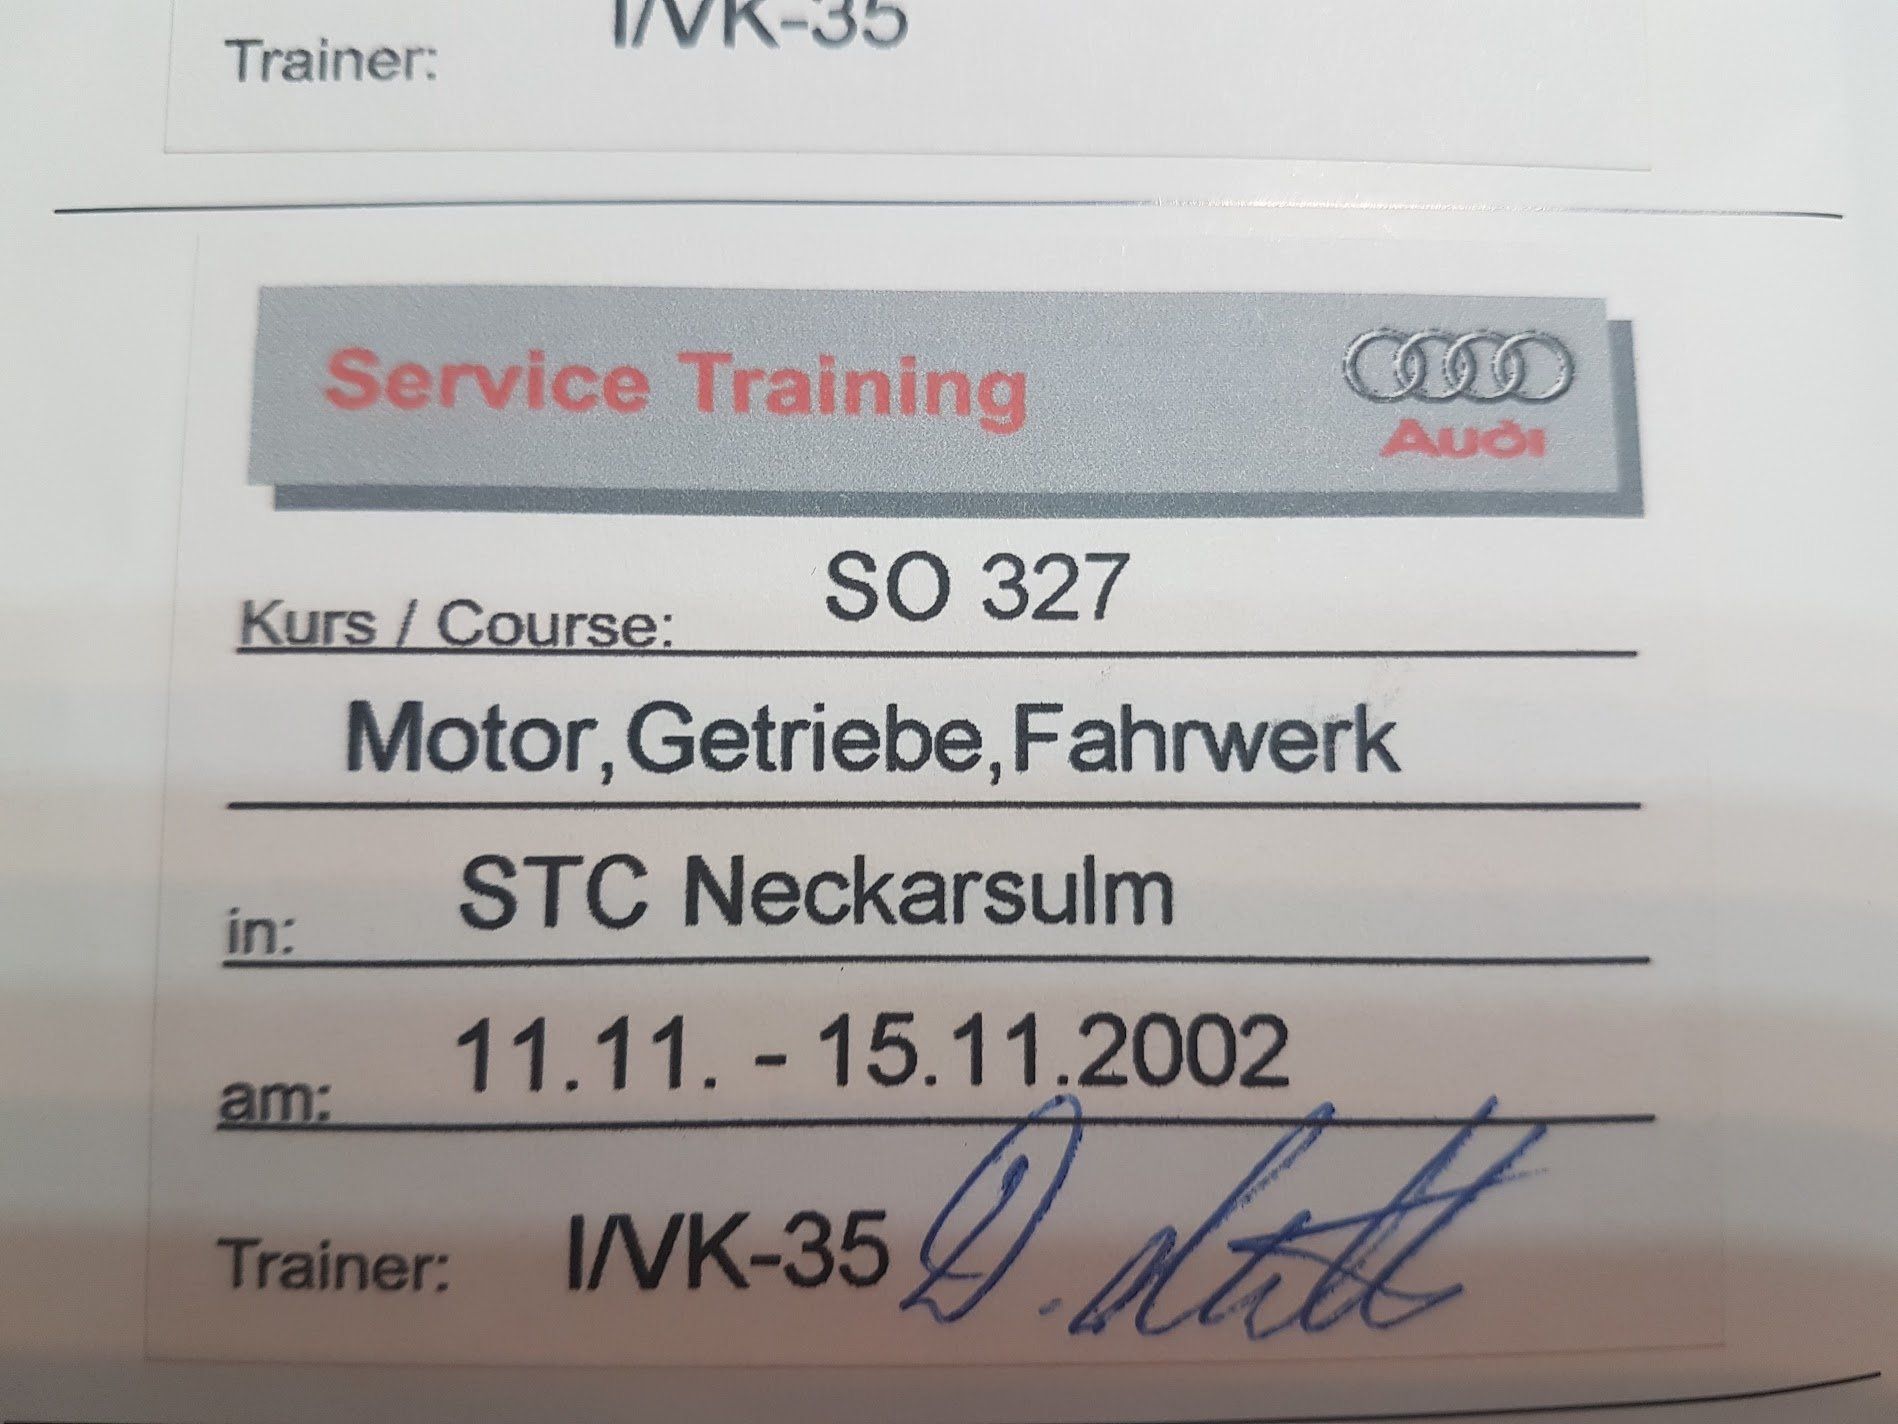 I/VK-35
Trainer:
Service Training
Audi
SO 327
Kurs / Course:
Motor,Getriebe,Fahrwerk
STC Neckarsulm
in:
11.11. - 15.11.2002
am:
Trainer: I/VK-35 D.